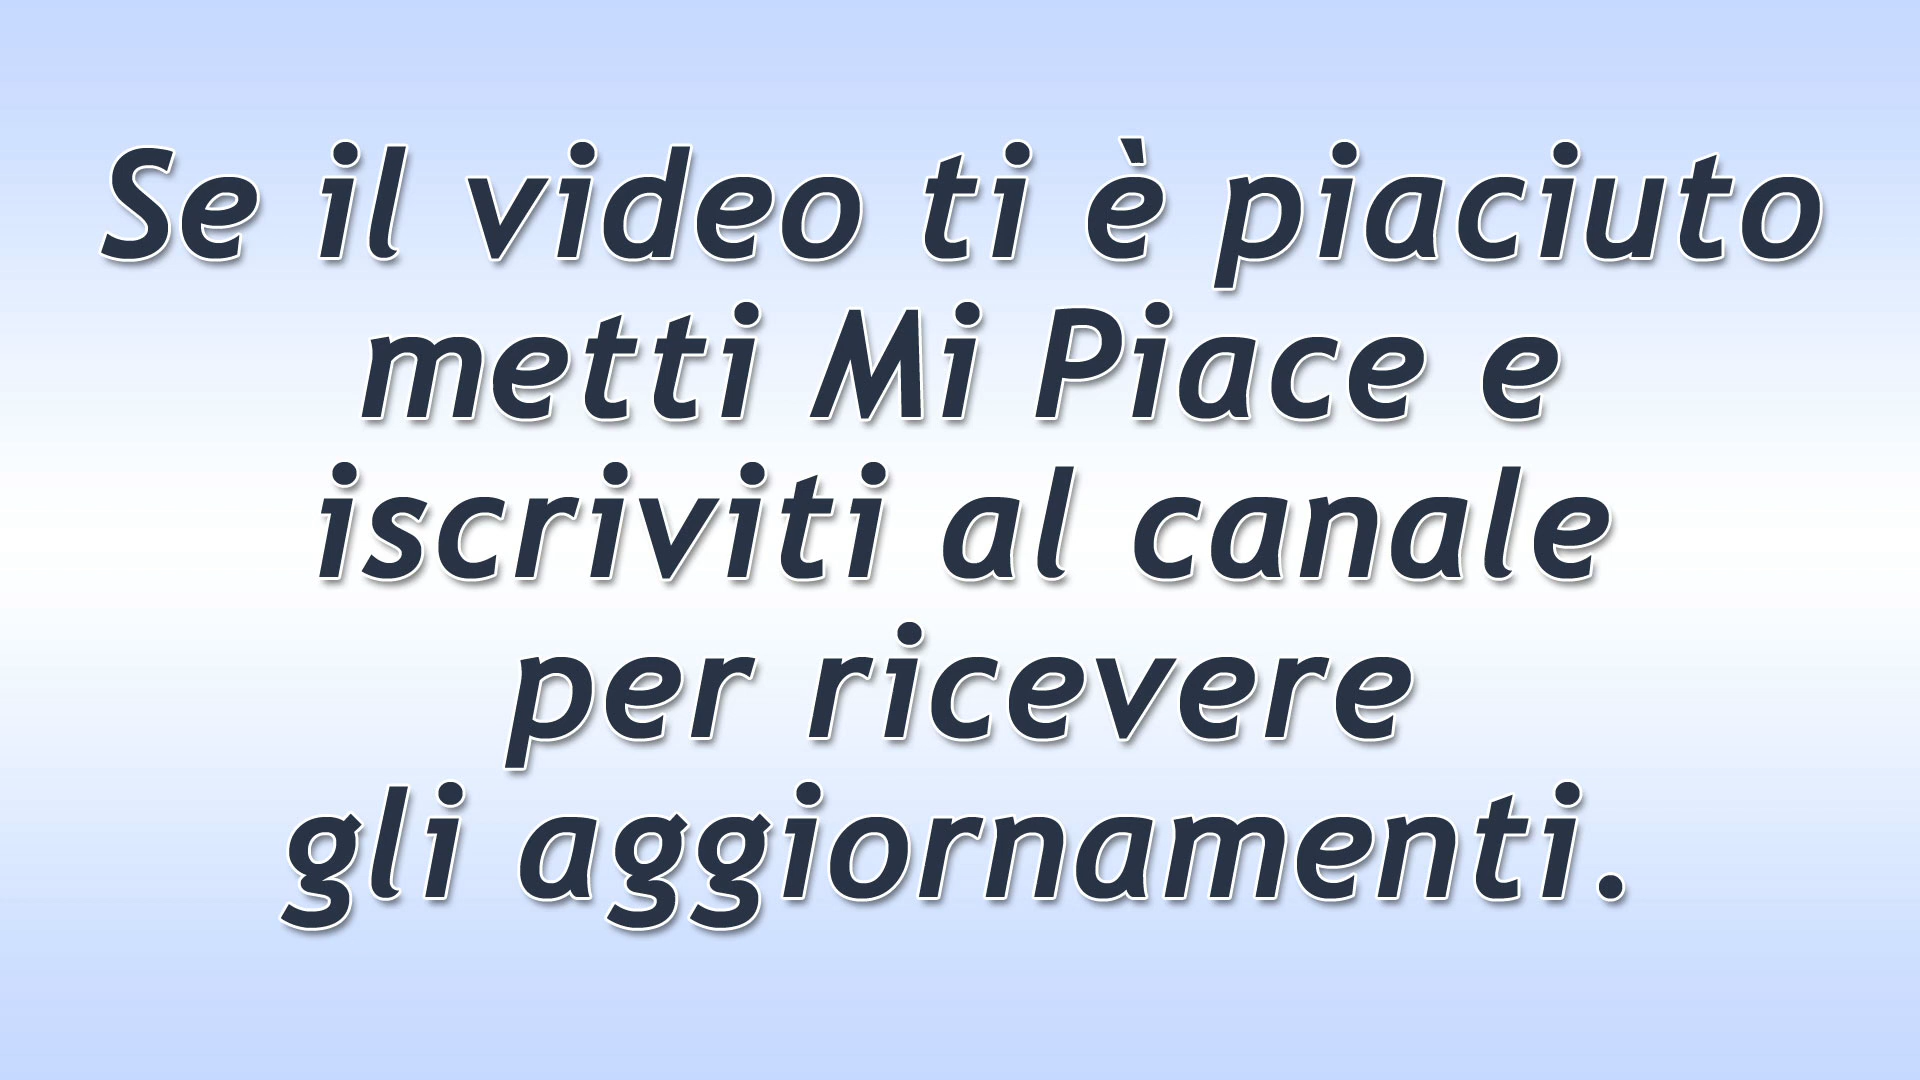 Se il video ti è piaciuto
metti Mi Piace e
iscriviti al canale
per ricevere
gli aggiornamenti.